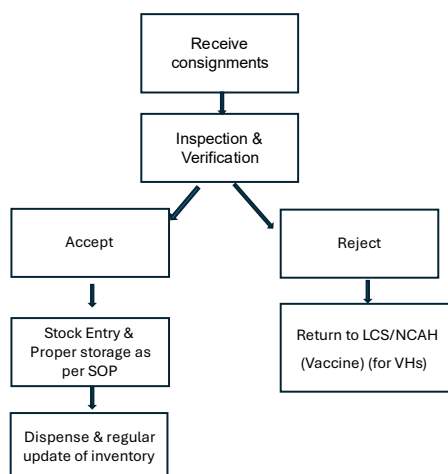 Receive
consignments
Inspection &
Verification
Accept
Reject
Stock Entry &
Proper storage as
per SOP
Return to LCS/NCAH
(Vaccine) (for VHs)
Dispense & regular
update of inventory